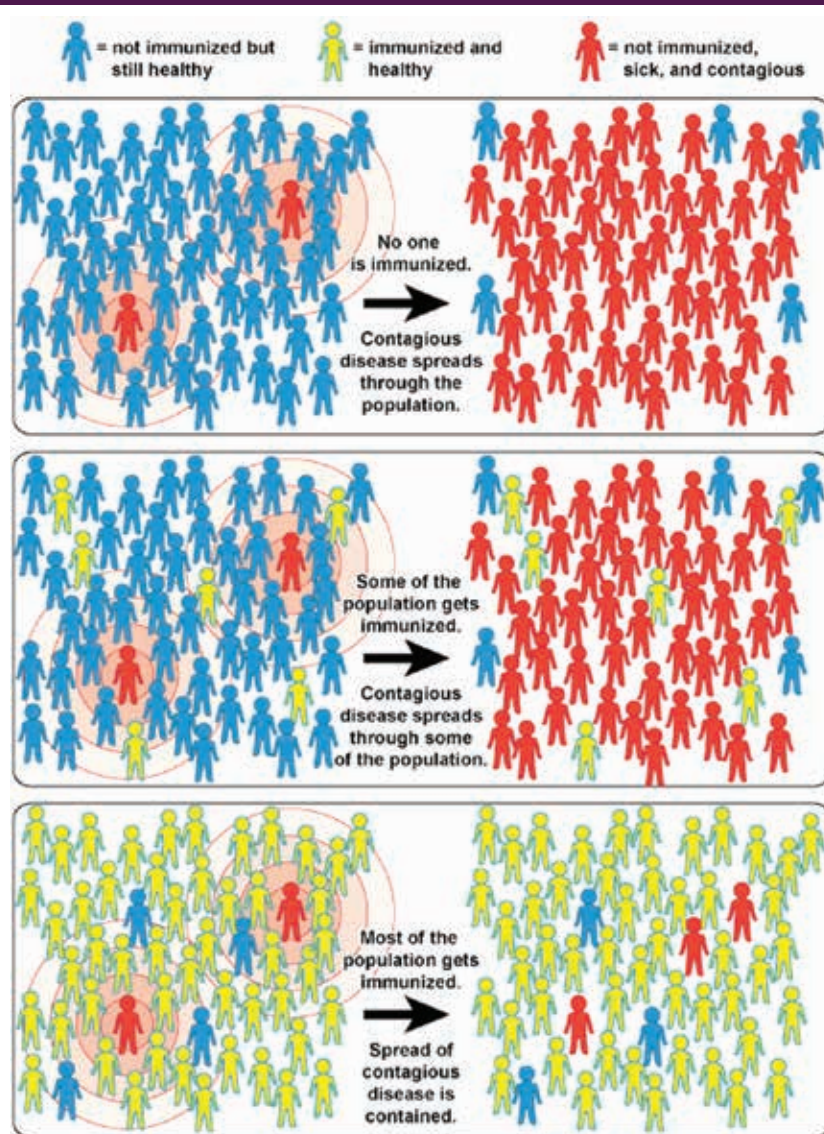 = not immunized but
still healthy
= immunized and
healthy
= not immunized,
sick, and contagious
No one
is immunized.
Contagious
disease spreads
through the
population.
Some of the
population gets
immunized.
Contagious
disease spreads
through some
of the population.
Most of the
population gets
immunized.
Spread of
contagious
disease is
contained.